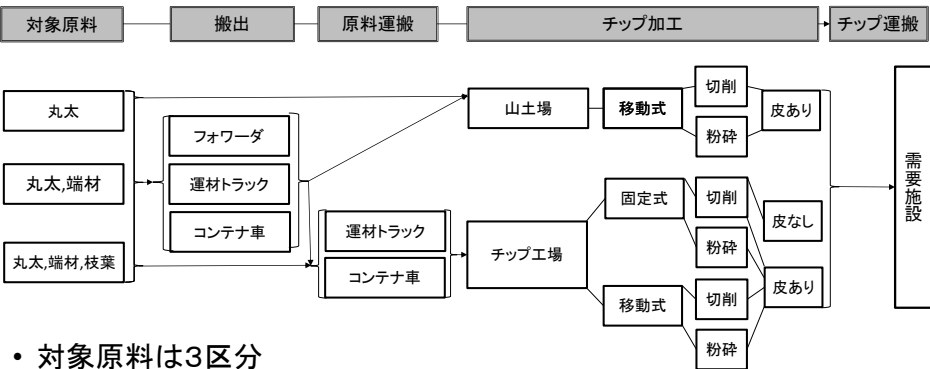 対象原料
搬出
原料運搬
チップ加工
チップ運搬
丸太
丸太,端材
丸太,端材,枝葉
フォワーダ
運材トラック
コンテナ車
運材トラック
コンテナ車
山土場
移動式
切削
粉砕
皮あり
チップ工場
固定式
切削
粉砕
皮なし
移動式
切削
粉砕
皮あり
需要施設
• 対象原料は3区分